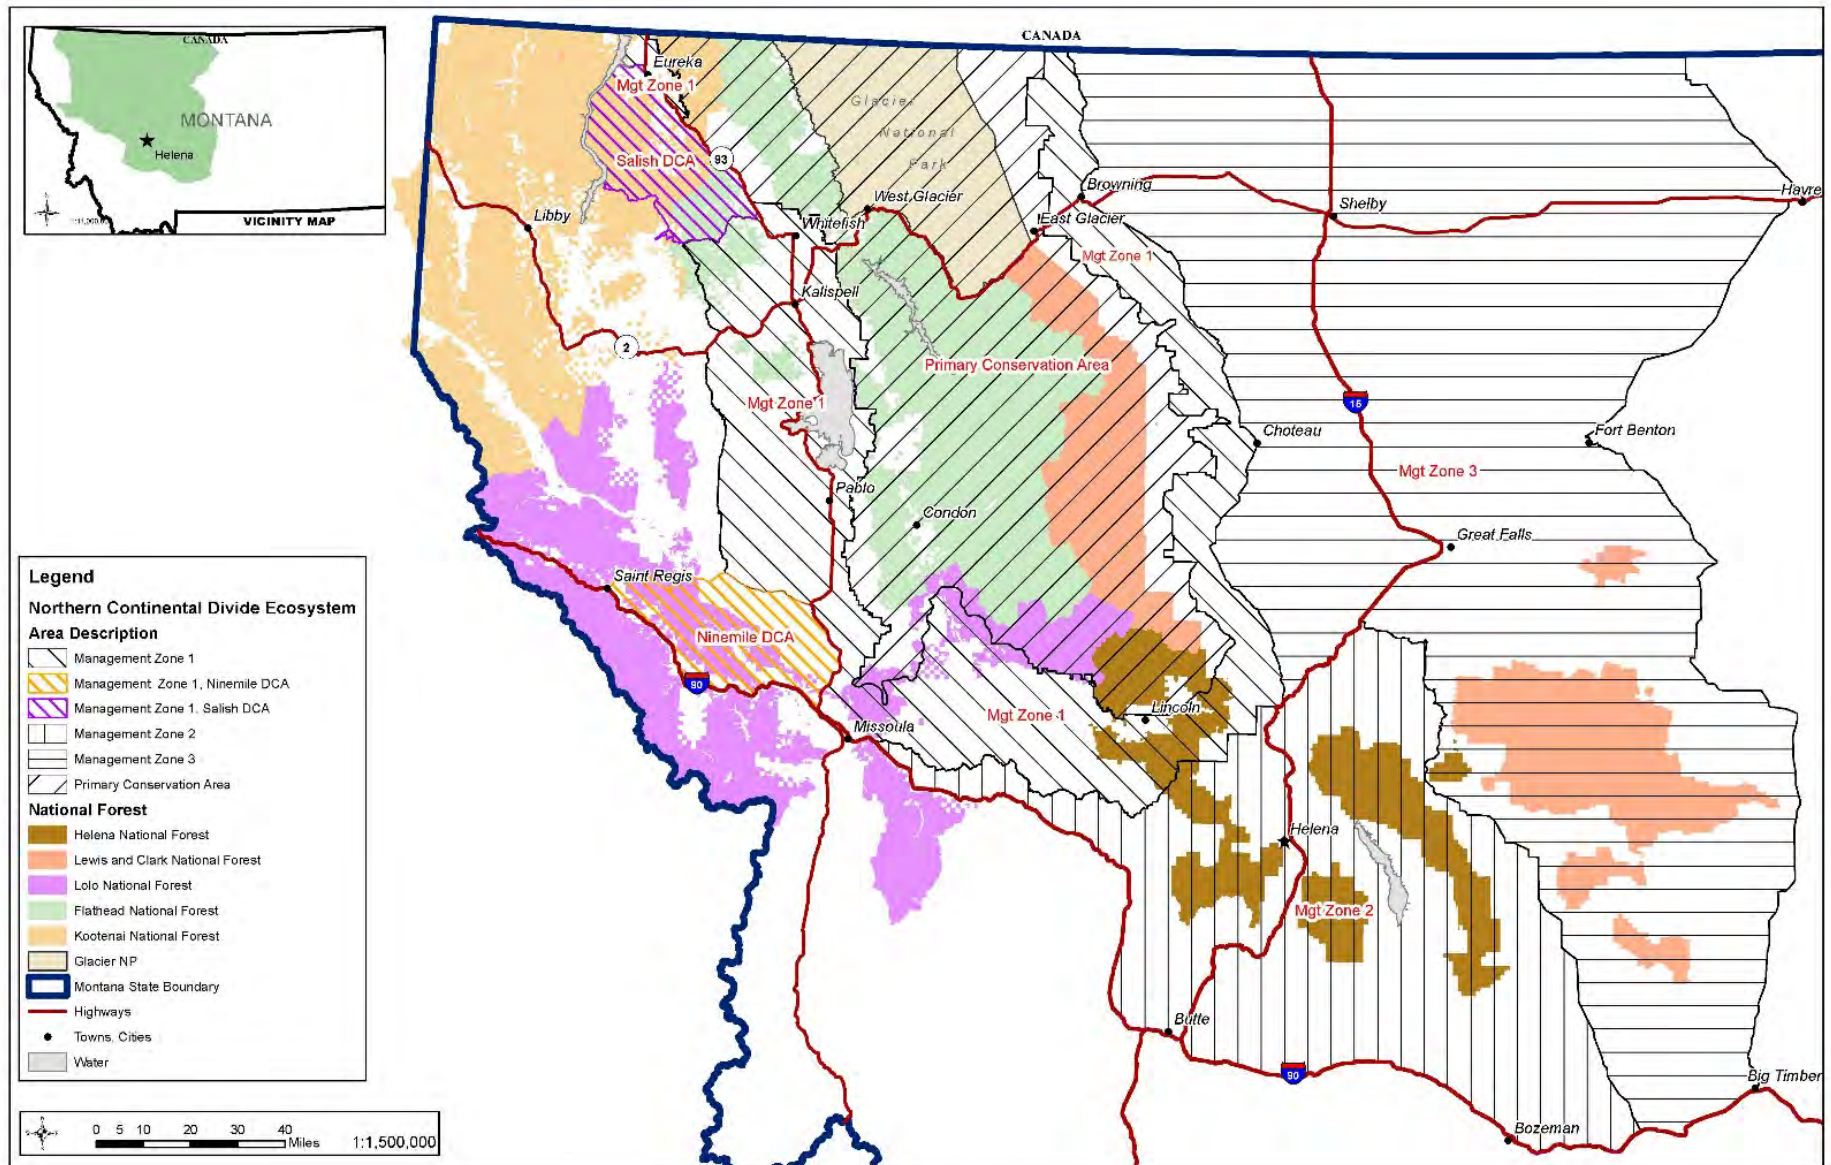 CANADA
MONTANA
Helena
VICINITY MAP
CANADA
Eureka
Mgt Zone 1
Glacier
National
Park
Salish DCA
93
Browning
West Glacier
Havre
Shelby
Libby
East Glacier
Whitefish
Mgt Zone 1
Kalispell
2
Primary Conservation Area
Mgt Zone 1
15
Choteau
Fort Benton
Mgt Zone 3
Pablo
Condon
Great Falls
Saint Regis
Ninemile DCA
90
Lincoln
Mgt Zone 1
Missoula
Helena
Mgt Zone 2
Butte
90
Big Timber
Bozeman
Legend
Northern Continental Divide Ecosystem
Area Description
Management Zone 1
Management Zone 1, Ninemile DCA
Management Zone 1. Salish DCA
Management Zone 2
Management Zone 3
Primary Conservation Area
National Forest
Helena National Forest
Lewis and Clark National Forest
Lolo National Forest
Flathead National Forest
Kootenai National Forest
Glacier NP
Montana State Boundary
Highways
Towns, Cities
Water
0 5 10 20 30 40
Miles
1:1,500,000